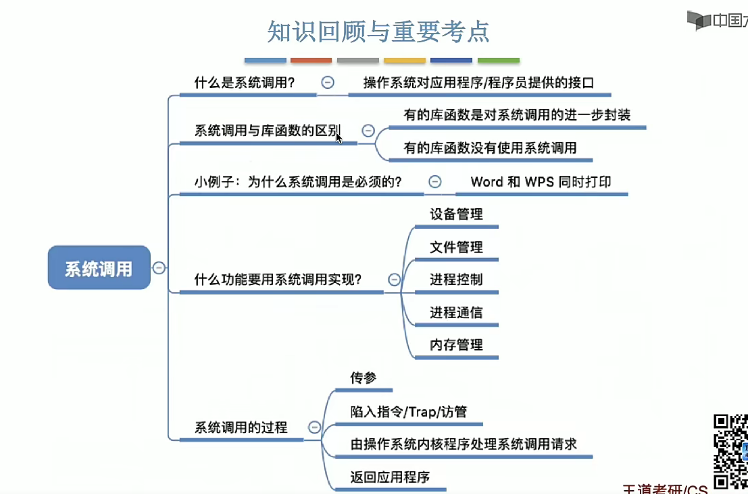 知识回顾与重要考点
什么是系统调用？
操作系统对应用程序/程序员提供的接口
系统调用与库函数的区别
有的库函数是对系统调用的进一步封装
有的库函数没有使用系统调用
小例子：为什么系统调用是必须的？
Word 和 WPS 同时打印
系统调用
什么功能要用系统调用实现？
设备管理
文件管理
进程控制
进程通信
内存管理
系统调用的过程
传参
陷入指令/Trap/访管
由操作系统内核程序处理系统调用请求
返回应用程序
中国
王道考研/CS